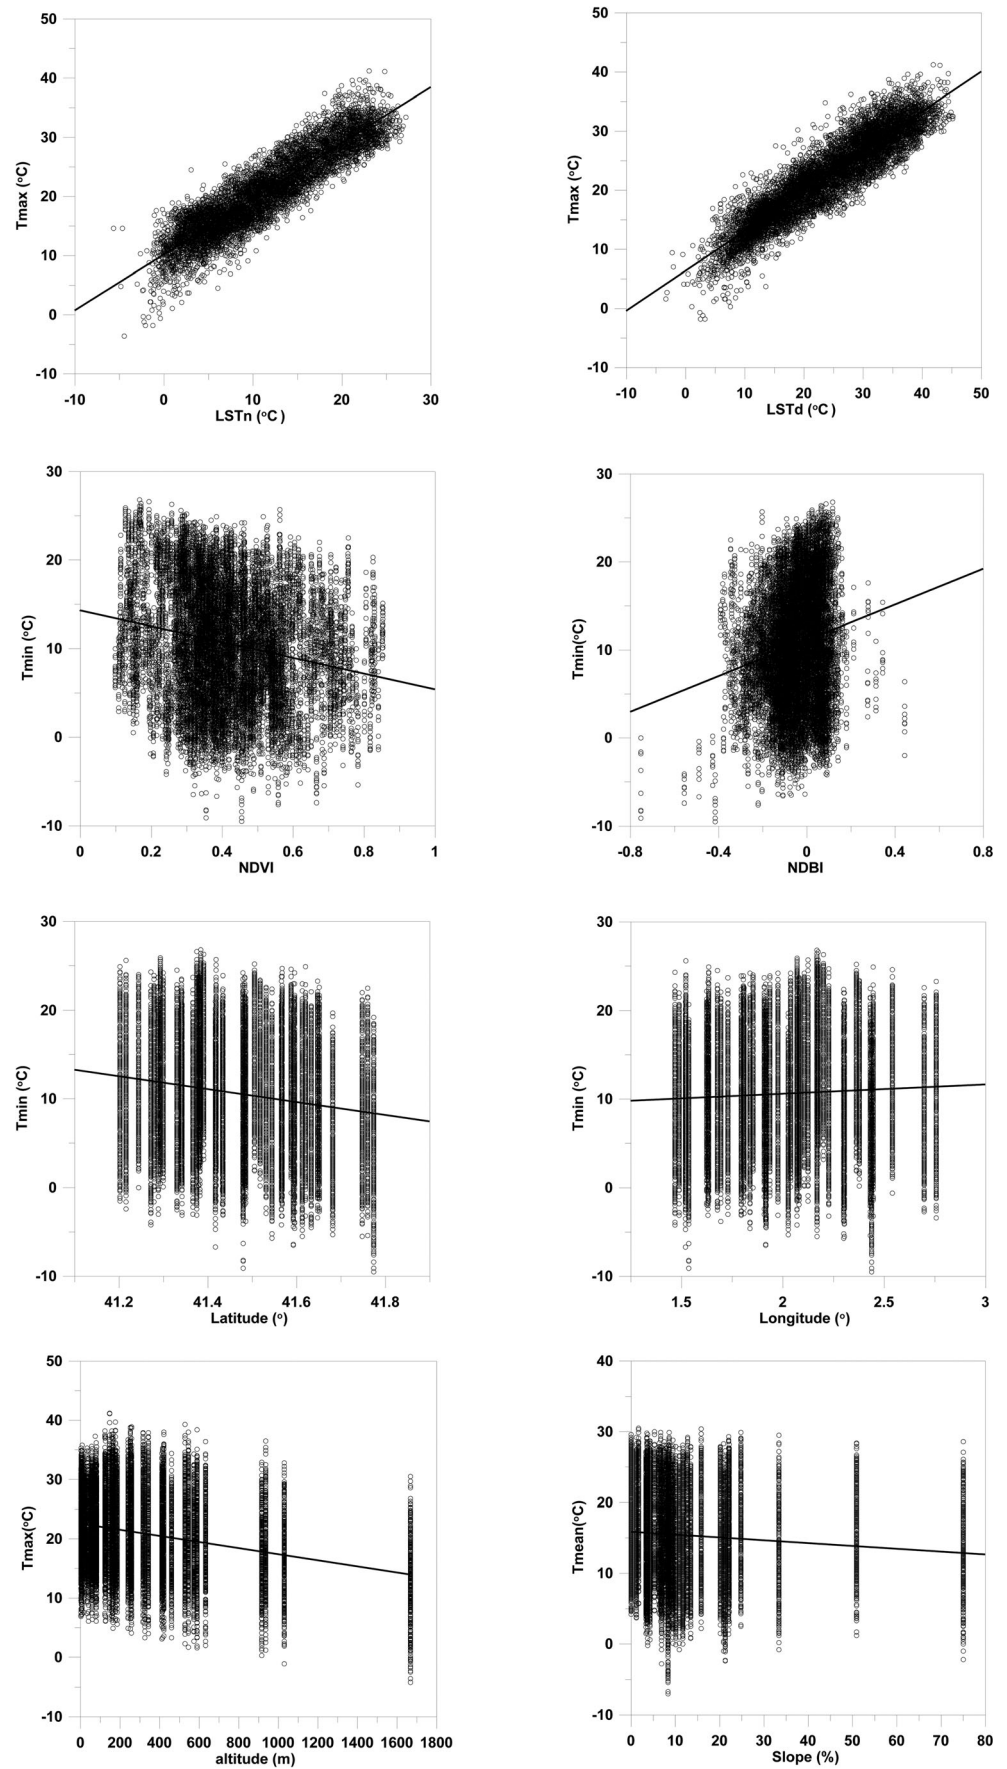 50
40
30
20
10
0
-10
Tmax (°C)
-10 0 10 20 30
LSTn (°C )
50
40
30
20
10
0
-10
Tmax (°C)
-10 0 10 20 30 40 50
LSTd (°C )
30
20
10
0
-10
Tmin (°C)
0 0.2 0.4 0.6 0.8 1
NDVI
30
20
10
0
-10
Tmin(°C)
-0.8 -0.4 0 0.4 0.8
NDBI
30
20
10
0
-10
Tmin (°C)
41.2 41.4 41.6 41.8
Latitude (°)
30
20
10
0
-10
Tmin (°C)
1.5 2 2.5 3
Longitude (°)
50
40
30
20
10
0
-10
Tmax(°C)
0 200 400 600 800 1000 1200 1400 1600 1800
altitude (m)
40
30
20
10
0
-10
Tmean(°C)
0 10 20 30 40 50 60 70 80
Slope (%)